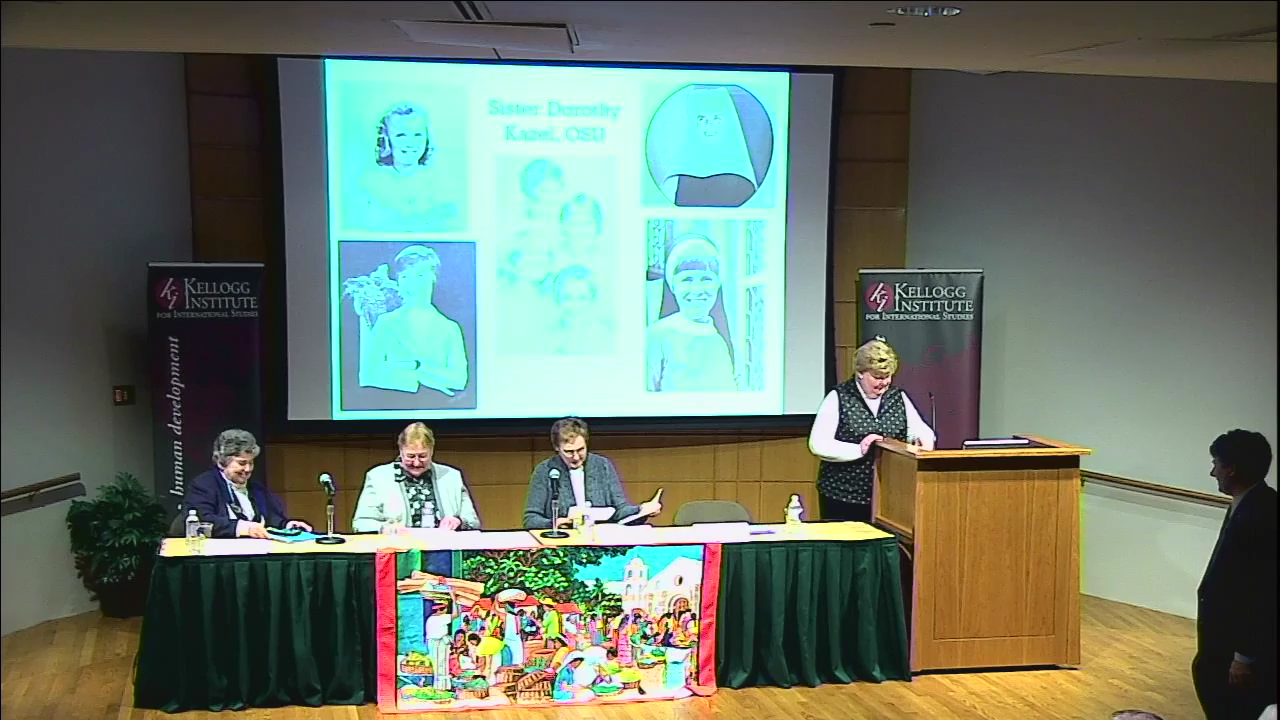 Sister Dorothy
Kazel, OSU
KELLOGG
INSTITUTE
FOR INTERNATIONAL STUDIES
human development
KELLOGG
INSTITUTE
FOR INTERNATIONAL STUDIES